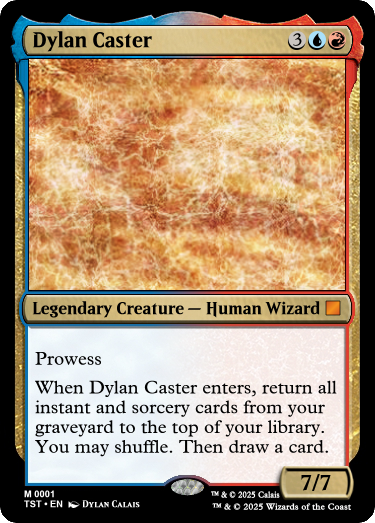 Dylan Caster 3
Legendary Creature — Human Wizard
Prowess
When Dylan Caster enters, return all
instant and sorcery cards from your
graveyard to the top of your library.
You may shuffle. Then draw a card.
7/7
M 0001
TST • EN Dylan Calais
™ & © 2025 Calais
™ & © 2025 Wizards of the Coast